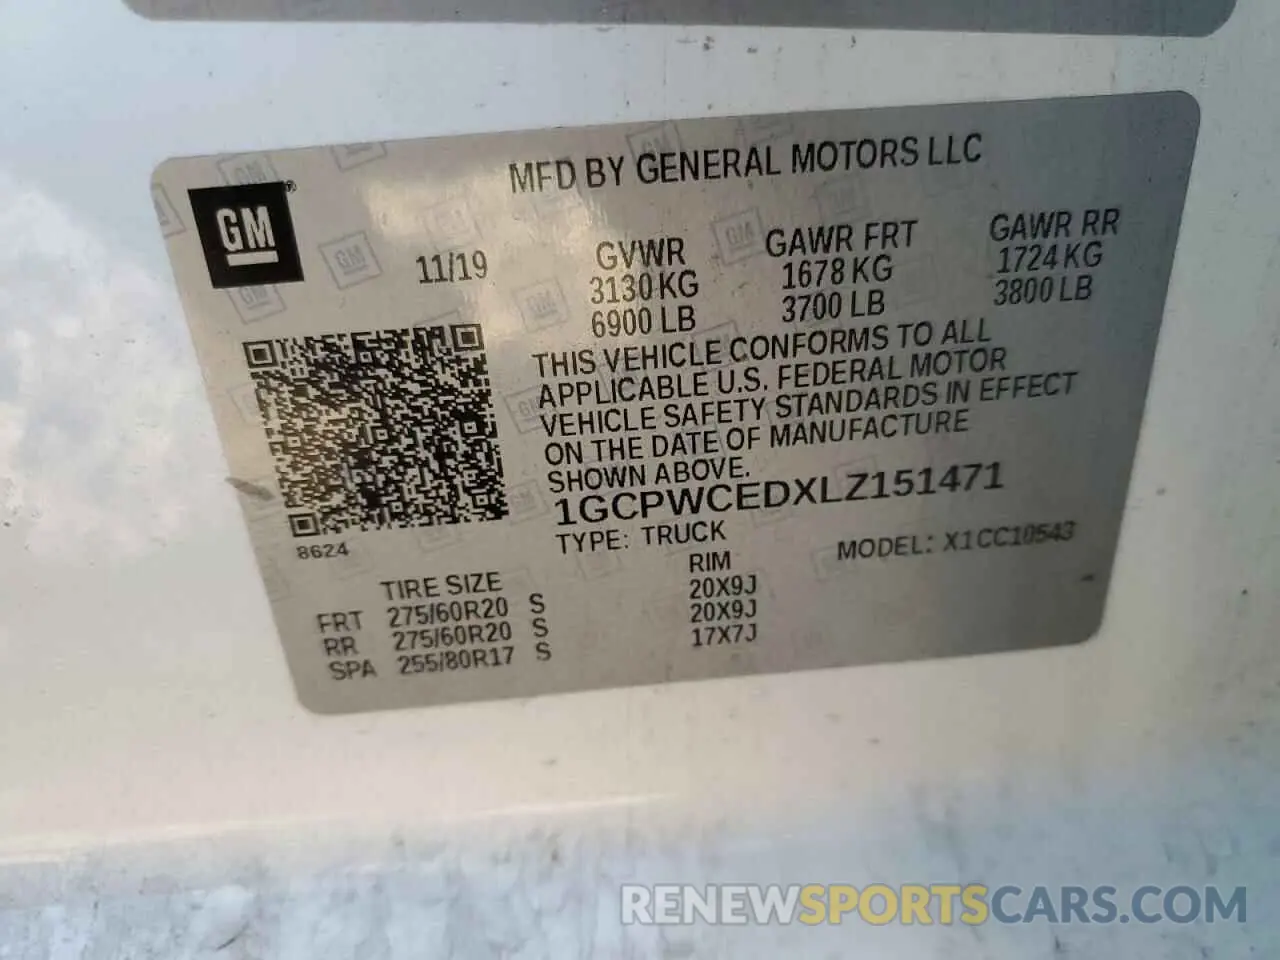 MFD BY GENERAL MOTORS LLC
GM ®
11/19 GVWR GAWR FRT GAWR RR
3130 KG 1678 KG 1724 KG
6900 LB 3700 LB 3800 LB
THIS VEHICLE CONFORMS TO ALL
APPLICABLE U.S. FEDERAL MOTOR
VEHICLE SAFETY STANDARDS IN EFFECT
ON THE DATE OF MANUFACTURE
SHOWN ABOVE.
1GCPWCEDXLZ151471
8624
TYPE: TRUCK MODEL: X1CC10543
TIRE SIZE RIM
FRT 275/60R20 S 20X9J
RR 275/60R20 S 20X9J
SPA 255/80R17 S 17X7J
RENEWSPORTSCARS.COM